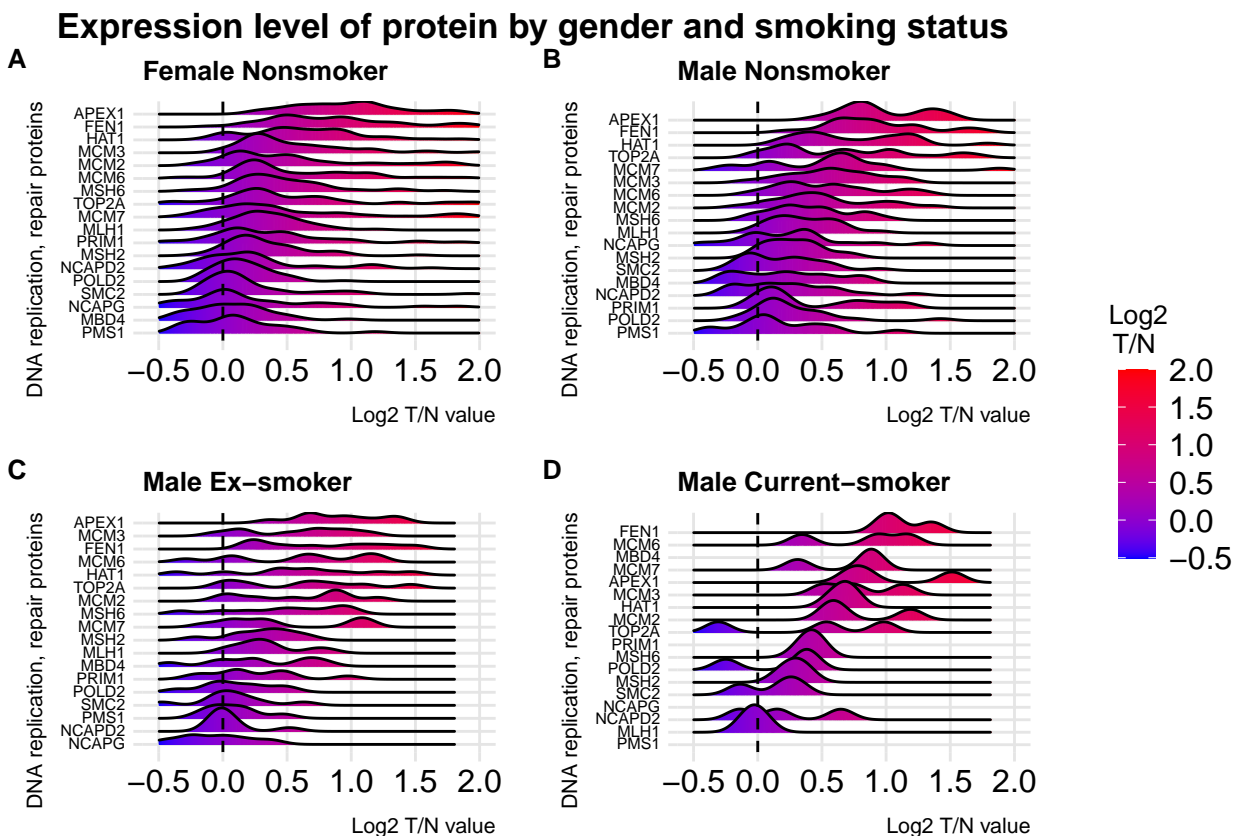 Expression level of protein by gender and smoking status
A
Female Nonsmoker
DNA replication, repair proteins
APEX1
FEN1
HAT1
MCM3
MCM2
MCM6
MSH6
TOP2A
MCM7
MLH1
PRIM1
MSH2
NCAPD2
POLD2
SMC2
NCAPG
MBD4
PMS1
−0.5 0.0 0.5 1.0 1.5 2.0
Log2 T/N value
B
Male Nonsmoker
DNA replication, repair proteins
APEX1
FEN1
HAT1
TOP2A
MCM7
MCM3
MCM6
MCM2
MSH6
MLH1
NCAPG
MSH2
SMC2
MBD4
NCAPD2
PRIM1
POLD2
PMS1
−0.5 0.0 0.5 1.0 1.5 2.0
Log2 T/N value
C
Male Ex−smoker
DNA replication, repair proteins
APEX1
MCM3
FEN1
MCM6
HAT1
TOP2A
MCM2
MSH6
MCM7
MSH2
MLH1
MBD4
PRIM1
POLD2
SMC2
PMS1
NCAPD2
NCAPG
−0.5 0.0 0.5 1.0 1.5 2.0
Log2 T/N value
D
Male Current−smoker
DNA replication, repair proteins
FEN1
MCM6
MBD4
MCM7
APEX1
MCM3
HAT1
MCM2
TOP2A
PRIM1
MSH6
POLD2
MSH2
SMC2
NCAPG
NCAPD2
MLH1
PMS1
−0.5 0.0 0.5 1.0 1.5 2.0
Log2 T/N value
Log2
T/N
2.0
1.5
1.0
0.5
0.0
−0.5